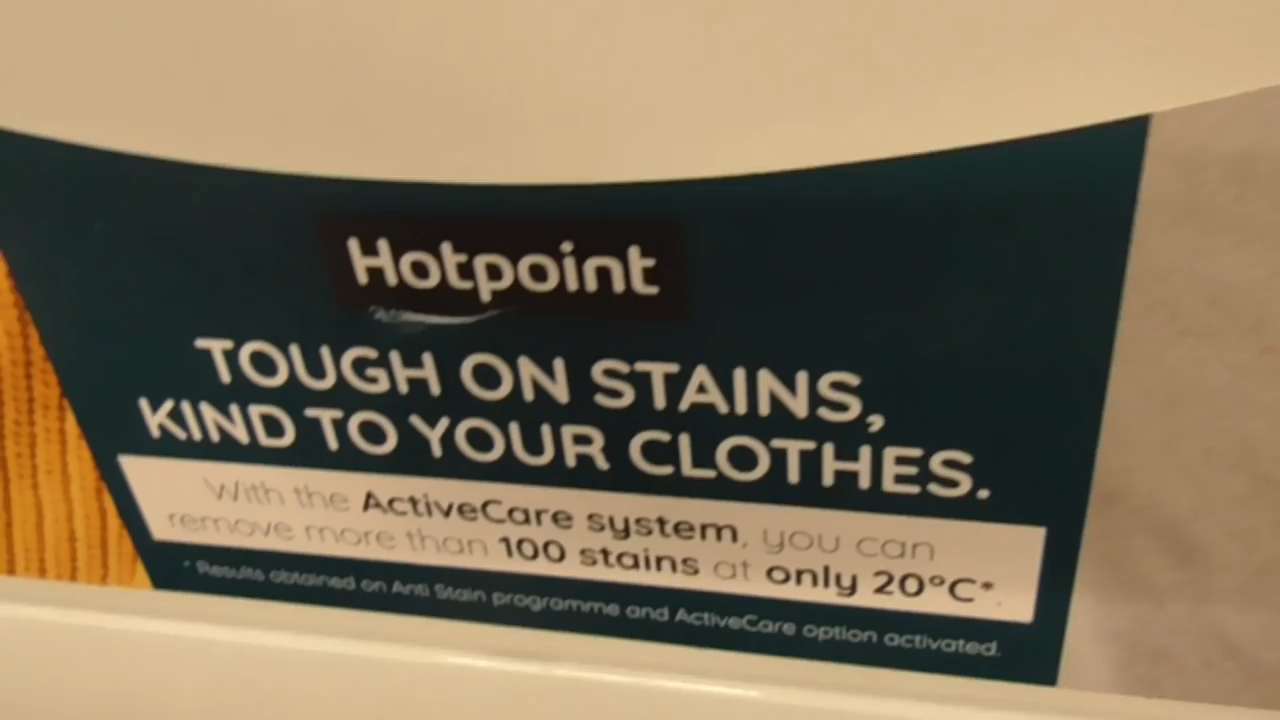 Hotpoint
TOUGH ON STAINS,
KIND TO YOUR CLOTHES.
With the ActiveCare system, you can
remove more than 100 stains at only 20°C*.
* Results obtained on Anti Stain programme and ActiveCare option activated.